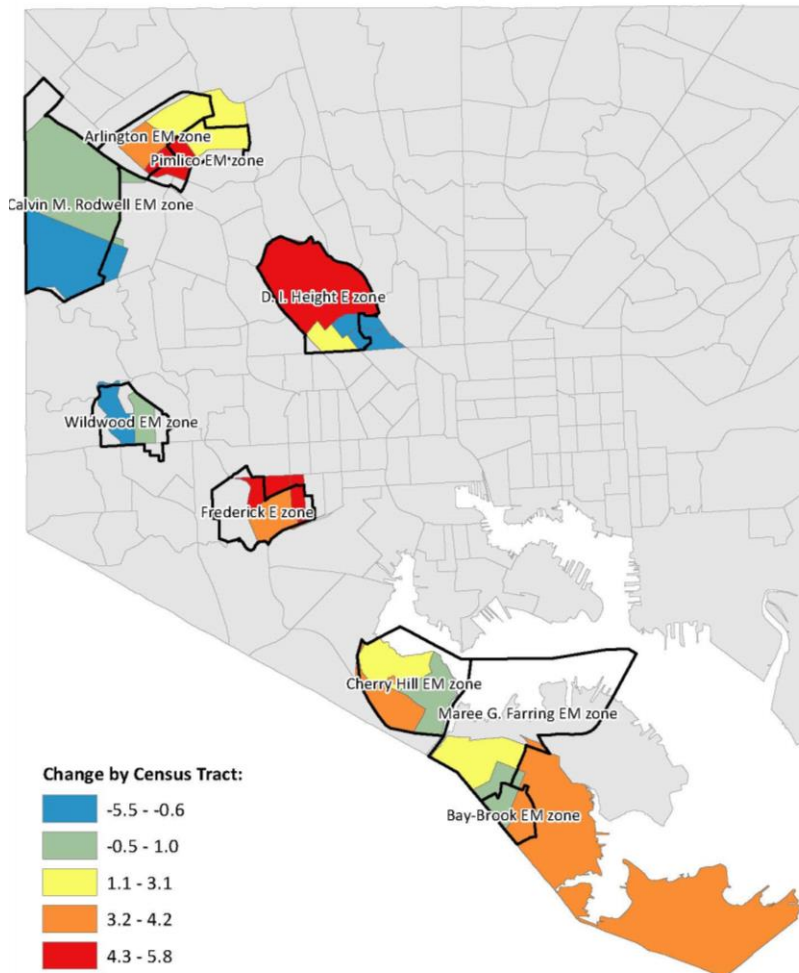 Arlington EM zone
Pimlico EM zone
Calvin M. Rodwell EM zone
D. I. Height E zone
Wildwood EM zone
Frederick E zone
Cherry Hill EM zone
Maree G. Farring EM zone
Bay-Brook EM zone
Change by Census Tract:
-5.5 - -0.6
-0.5 - 1.0
1.1 - 3.1
3.2 - 4.2
4.3 - 5.8